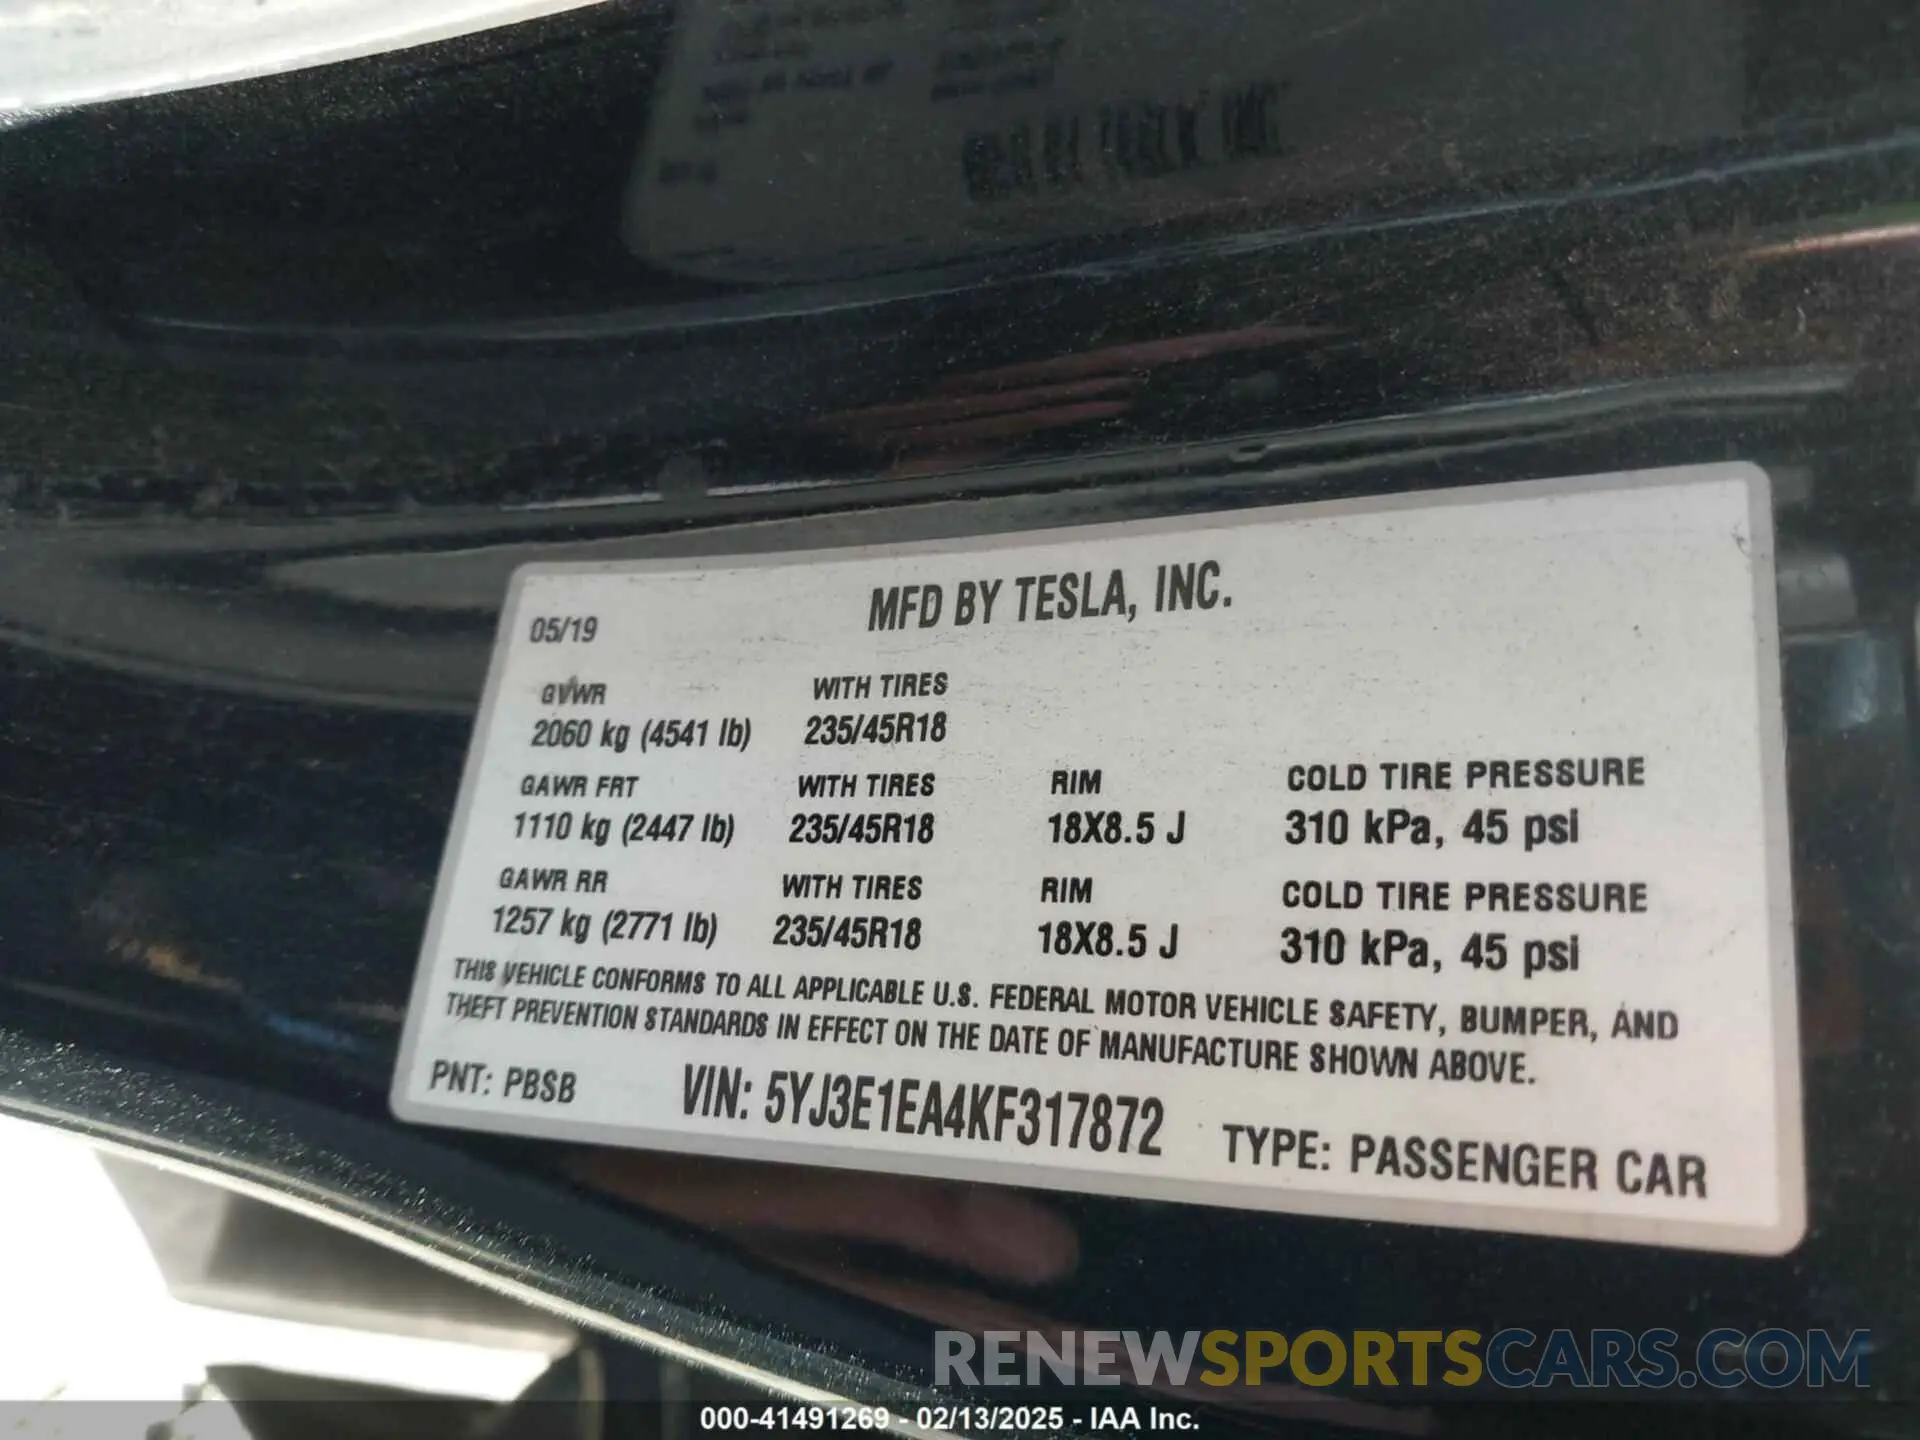 05/19 MFD BY TESLA, INC.
GVWR WITH TIRES
2060 kg (4541 lb) 235/45R18
GAWR FRT WITH TIRES RIM COLD TIRE PRESSURE
1110 kg (2447 lb) 235/45R18 18X8.5 J 310 kPa, 45 psi
GAWR RR WITH TIRES RIM COLD TIRE PRESSURE
1257 kg (2771 lb) 235/45R18 18X8.5 J 310 kPa, 45 psi
THIS VEHICLE CONFORMS TO ALL APPLICABLE U.S. FEDERAL MOTOR VEHICLE SAFETY, BUMPER, AND
THEFT PREVENTION STANDARDS IN EFFECT ON THE DATE OF MANUFACTURE SHOWN ABOVE.
PNT: PBSB VIN: 5YJ3E1EA4KF317872 TYPE: PASSENGER CAR
RENEWSPORTSCARS.COM
000-41491269 - 02/13/2025 - IAA Inc.